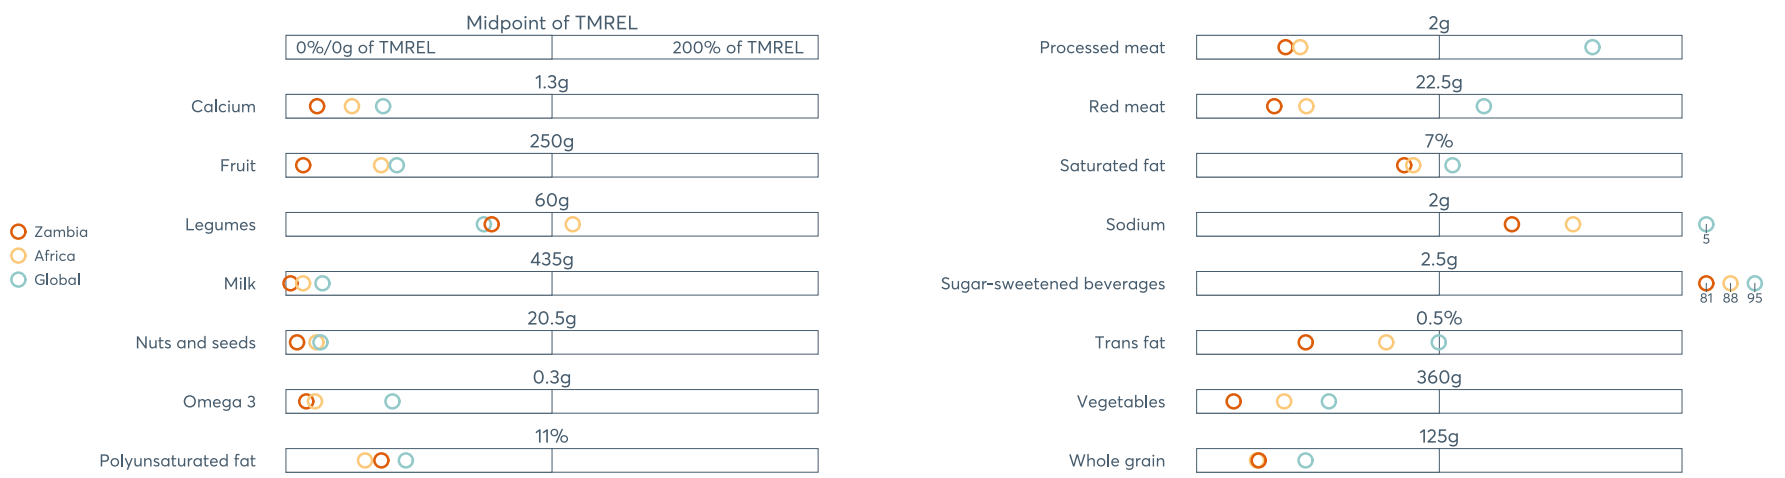 Midpoint of TMREL
0%/0g of TMREL 200% of TMREL
1.3g
Calcium
250g
Fruit
60g
Legumes
435g
Milk
20.5g
Nuts and seeds
0.3g
Omega 3
11%
Polyunsaturated fat
Zambia
Africa
Global
2g
Processed meat
22.5g
Red meat
7%
Saturated fat
2g
Sodium
5
2.5g
Sugar-sweetened beverages
81 88 95
0.5%
Trans fat
360g
Vegetables
125g
Whole grain